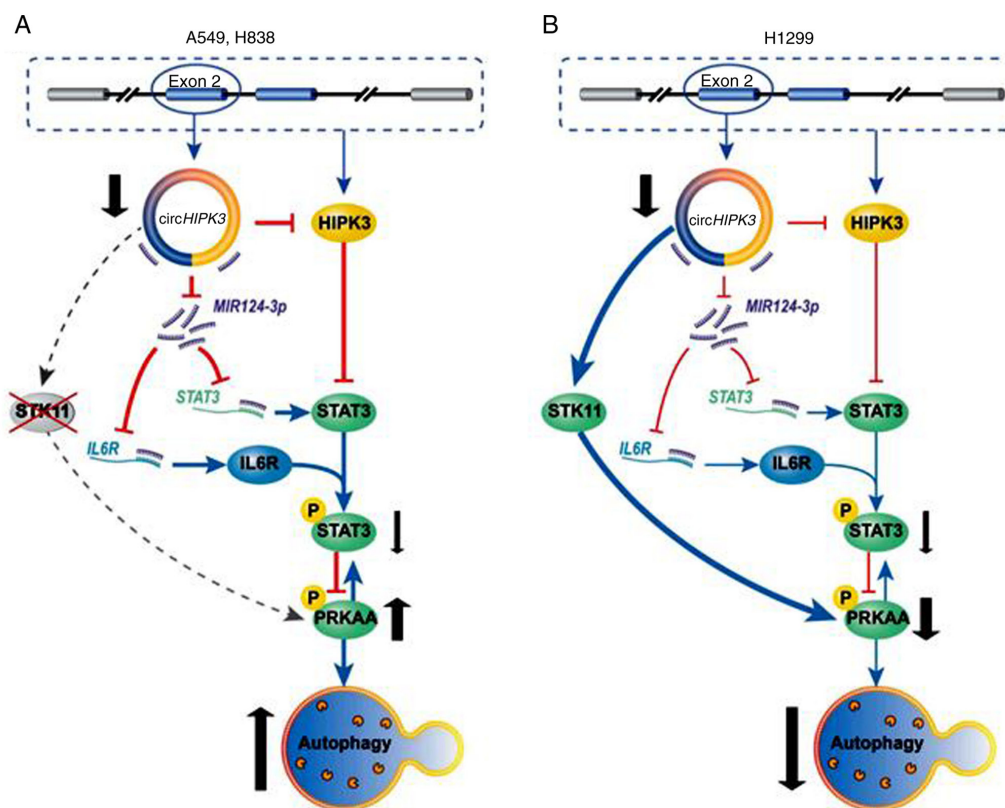 A
A549, H838
Exon 2
circHIPK3
HIPK3
MIR124-3p
STK11
STAT3
STAT3
IL6R
IL6R
P
STAT3
P
PRKAA
Autophagy
B
H1299
Exon 2
circHIPK3
HIPK3
MIR124-3p
STK11
STAT3
STAT3
IL6R
IL6R
P
STAT3
P
PRKAA
Autophagy